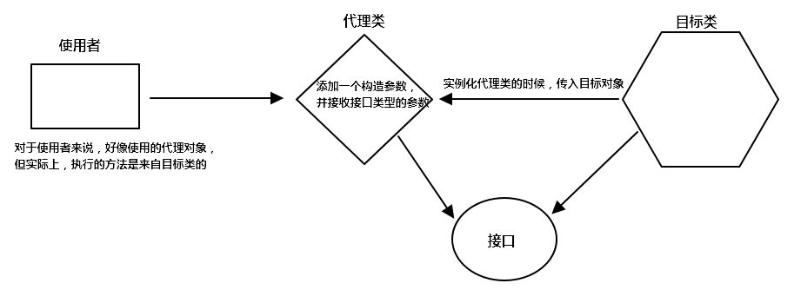 代理类
目标类
使用者
添加一个构造参数，
并接收接口类型的参数
实例化代理类的时候，传入目标对象
对于使用者来说，好像使用的代理对象，
但实际上，执行的方法是来自目标类的
接口